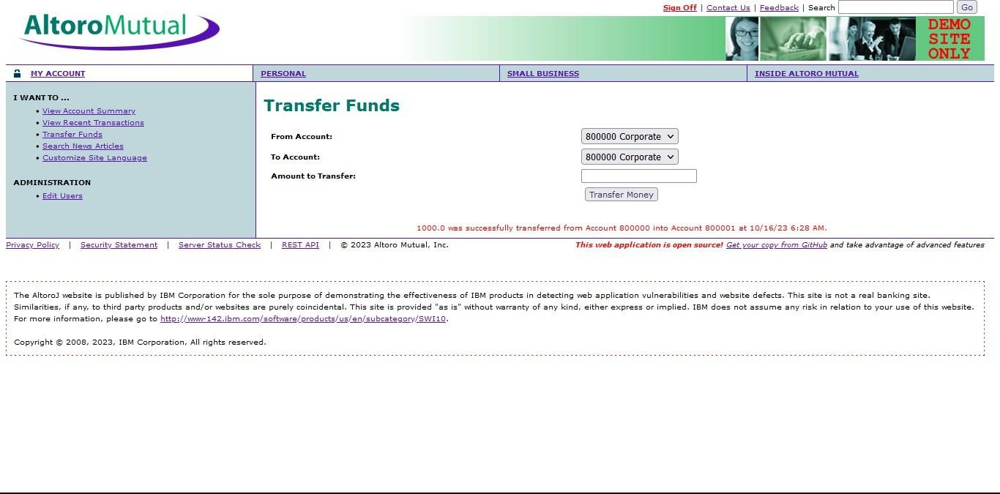 Sign Off | Contact Us | Feedback | Search Go
AltoroMutual
DEMO
SITE
ONLY
MY ACCOUNT PERSONAL SMALL BUSINESS INSIDE ALTORO MUTUAL
I WANT TO ...
• View Account Summary
• View Recent Transactions
• Transfer Funds
• Search News Articles
• Customize Site Language
ADMINISTRATION
• Edit Users
Transfer Funds
From Account: 800000 Corporate
To Account: 800000 Corporate
Amount to Transfer:
Transfer Money
1000.0 was successfully transferred from Account 800000 into Account 800001 at 10/16/23 6:28 AM.
Privacy Policy | Security Statement | Server Status Check | REST API | © 2023 Altoro Mutual, Inc. This web application is open source! Get your copy from GitHub and take advantage of advanced features
The AltoroJ website is published by IBM Corporation for the sole purpose of demonstrating the effectiveness of IBM products in detecting web application vulnerabilities and website defects. This site is not a real banking site.
Similarities, if any, to third party products and/or websites are purely coincidental. This site is provided "as is" without warranty of any kind, either express or implied. IBM does not assume any risk in relation to your use of this website.
For more information, please go to http://www-142.ibm.com/software/products/us/en/subcategory/SWI10.
Copyright © 2008, 2023, IBM Corporation, All rights reserved.